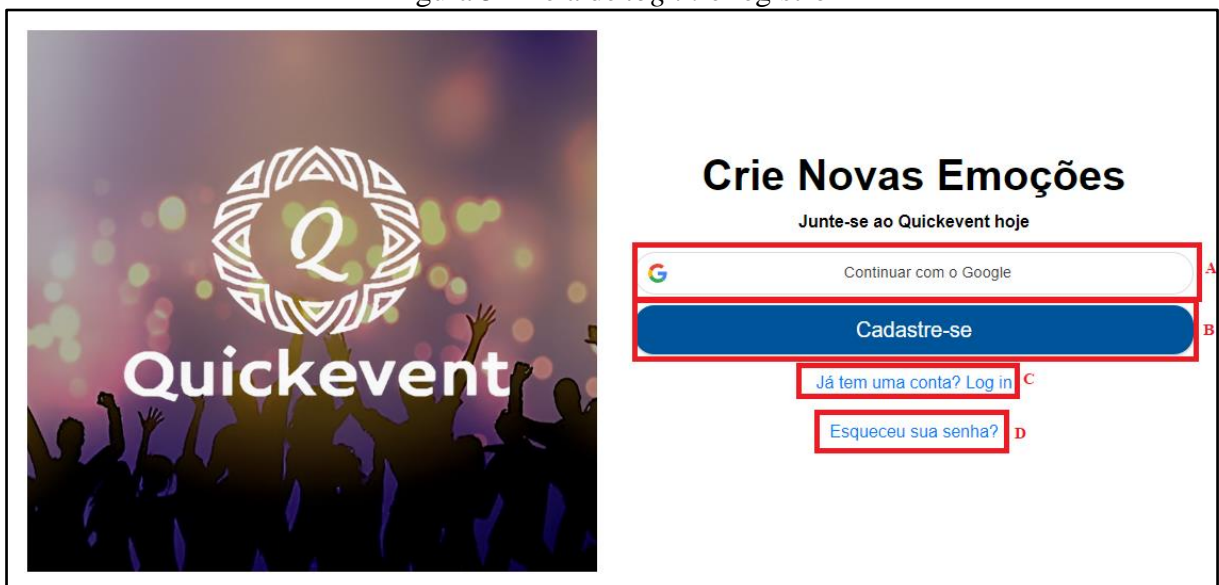 Q
Quickevent
Crie Novas Emoções
Junte-se ao Quickevent hoje
Continuar com o Google
A
Cadastre-se
B
Já tem uma conta? Log in
C
Esqueceu sua senha?
D